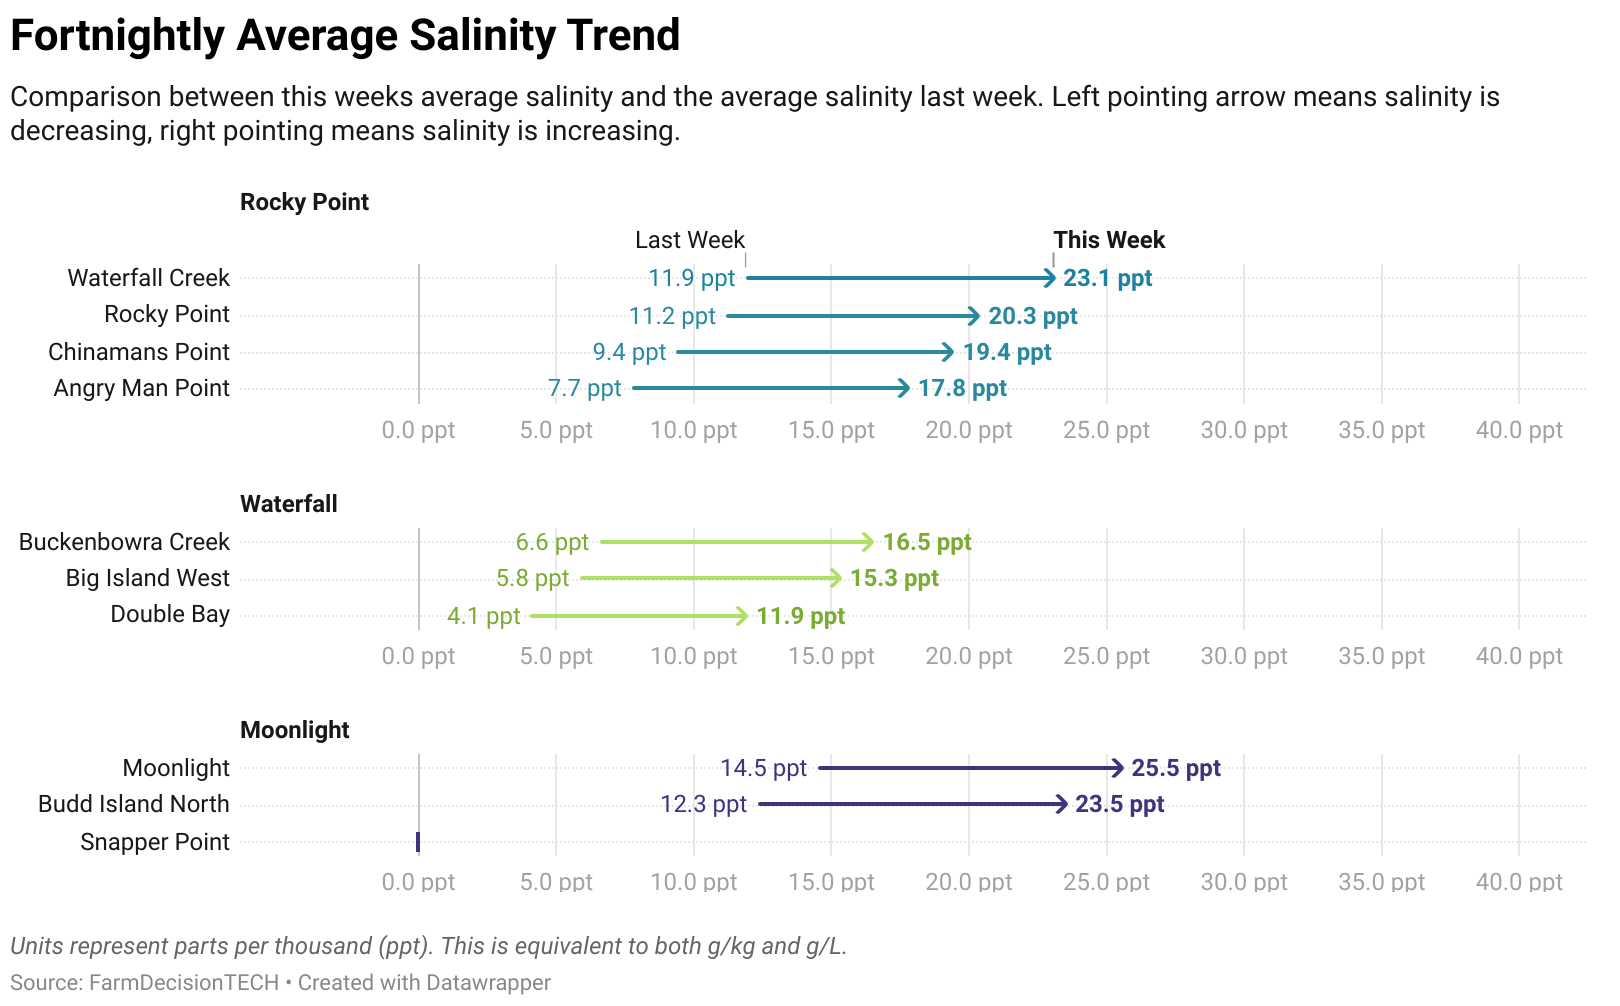 Fortnightly Average Salinity Trend
Comparison between this weeks average salinity and the average salinity last week. Left pointing arrow means salinity is
decreasing, right pointing means salinity is increasing.
Rocky Point
Last Week This Week
Waterfall Creek 11.9 ppt 23.1 ppt
Rocky Point 11.2 ppt 20.3 ppt
Chinamans Point 9.4 ppt 19.4 ppt
Angry Man Point 7.7 ppt 17.8 ppt
0.0 ppt 5.0 ppt 10.0 ppt 15.0 ppt 20.0 ppt 25.0 ppt 30.0 ppt 35.0 ppt 40.0 ppt
Waterfall
Buckenbowra Creek 6.6 ppt 16.5 ppt
Big Island West 5.8 ppt 15.3 ppt
Double Bay 4.1 ppt 11.9 ppt
0.0 ppt 5.0 ppt 10.0 ppt 15.0 ppt 20.0 ppt 25.0 ppt 30.0 ppt 35.0 ppt 40.0 ppt
Moonlight
Moonlight 14.5 ppt 25.5 ppt
Budd Island North 12.3 ppt 23.5 ppt
Snapper Point
0.0 ppt 5.0 ppt 10.0 ppt 15.0 ppt 20.0 ppt 25.0 ppt 30.0 ppt 35.0 ppt 40.0 ppt
Units represent parts per thousand (ppt). This is equivalent to both g/kg and g/L.
Source: FarmDecisionTECH • Created with Datawrapper